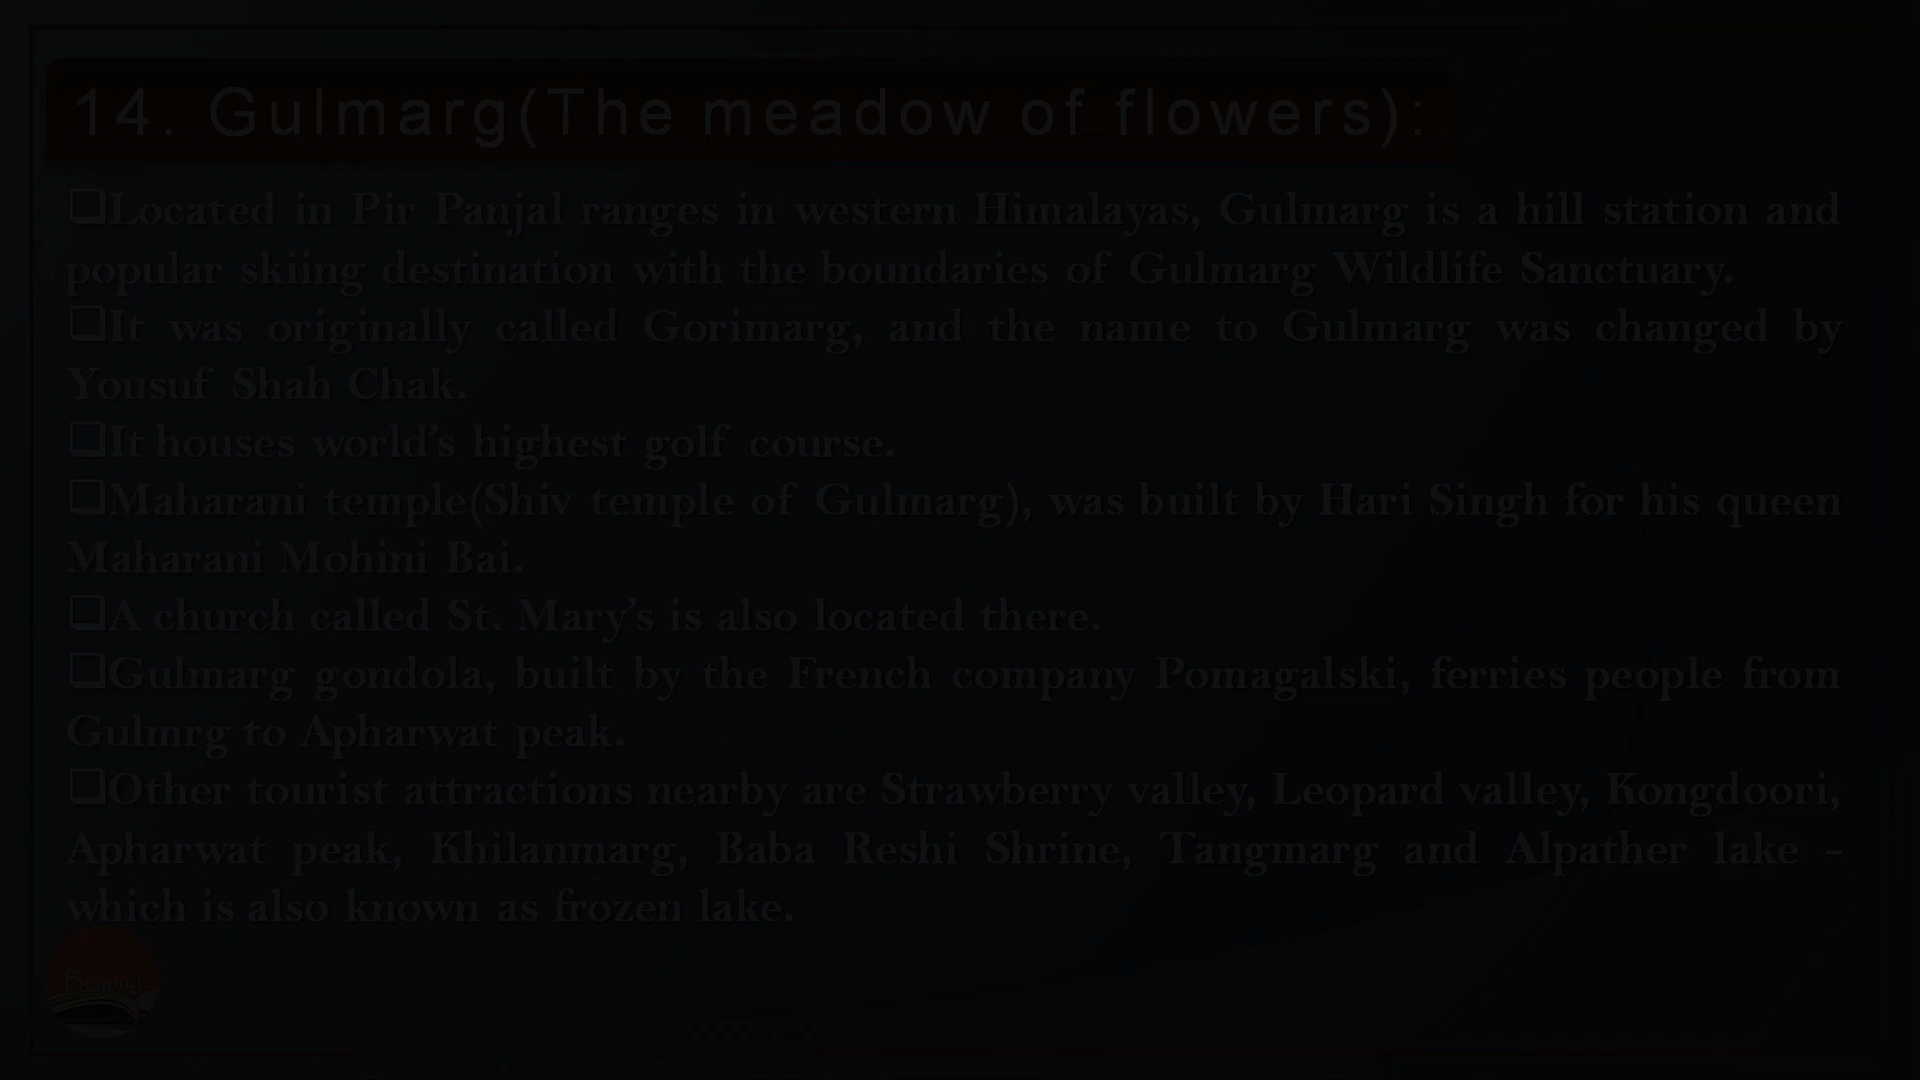 14. Gulmarg(The meadow of flowers):
❑Located in Pir Panjal ranges in western Himalayas, Gulmarg is a hill station and
popular skiing destination with the boundaries of Gulmarg Wildlife Sanctuary.
❑It was originally called Gorimarg, and the name to Gulmarg was changed by
Yousuf Shah Chak.
❑It houses world’s highest golf course.
❑Maharani temple(Shiv temple of Gulmarg), was built by Hari Singh for his queen
Maharani Mohini Bai.
❑A church called St. Mary’s is also located there.
❑Gulmarg gondola, built by the French company Pomagalski, ferries people from
Gulmrg to Apharwat peak.
❑Other tourist attractions nearby are Strawberry valley, Leopard valley, Kongdoori,
Apharwat peak, Khilanmarg, Baba Reshi Shrine, Tangmarg and Alpather lake -
which is also known as frozen lake.
Beyond